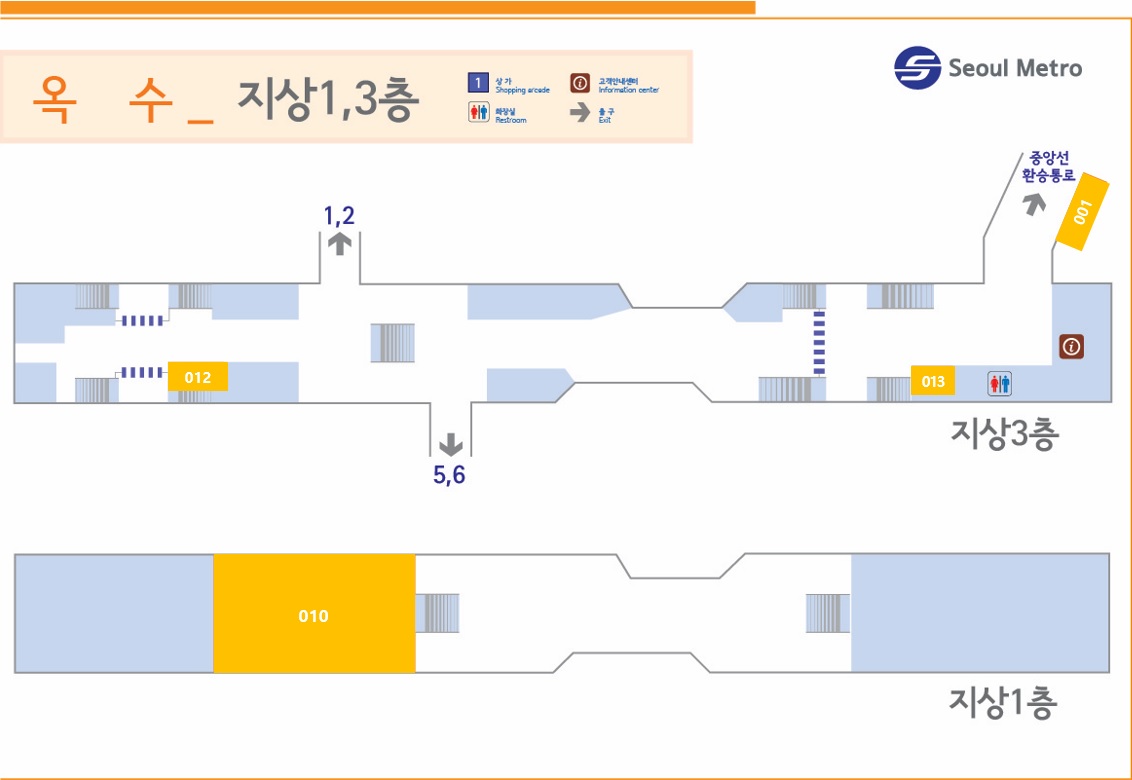 옥 수_ 지상1,3층
1 상 가
Shopping arcade
고객안내센터
Information center
화장실
Restroom
출 구
Exit
Seoul Metro
중앙선
환승통로
001
1,2
012
013
지상3층
5,6
010
지상1층